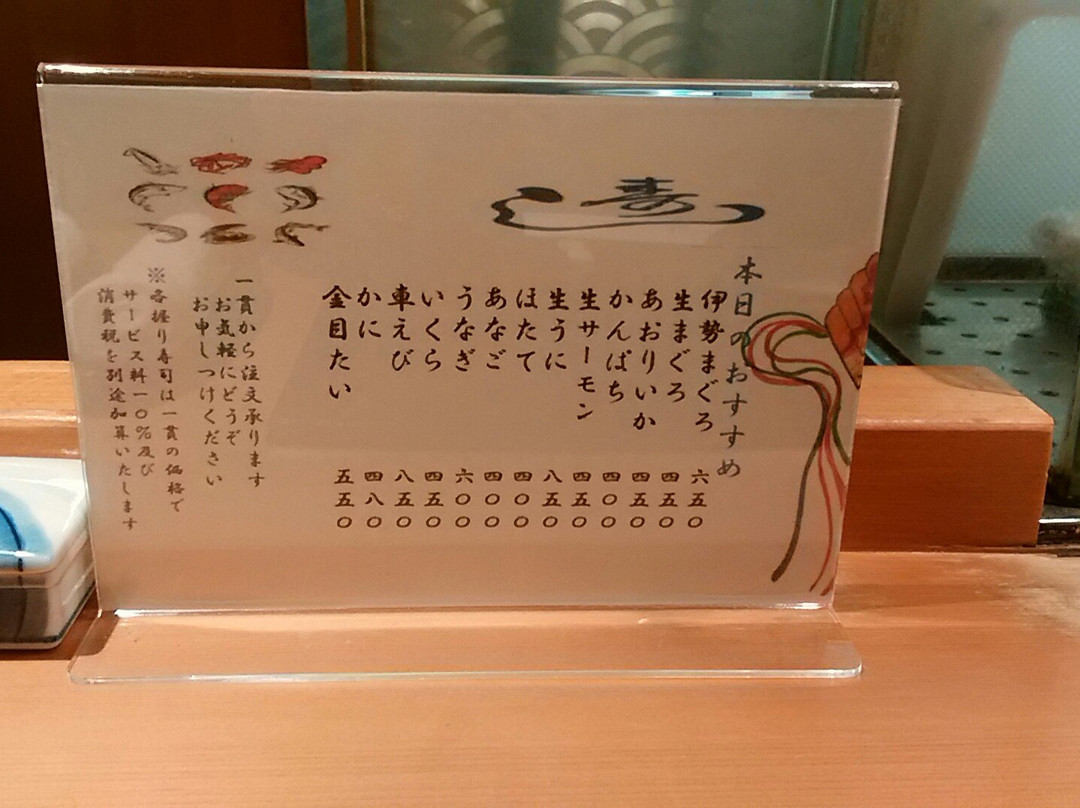 寿
本日のおすすめ
伊勢まぐろ 六五〇
生まぐろ 四五〇
あおりいか 四五〇
かんぱち 四〇〇
生サーモン 四五〇
生うに 八五〇
ほたて 四〇〇
あなご 四〇〇
うなぎ 六〇〇
いくら 四五〇
車えび 八五〇
かに 四八〇
金目たい 五五〇
一貫から注文承ります
お気軽にどうぞ
お申しつけください
※各握り寿司は一貫の価格で
サービス料一〇%及び
消費税を別途加算いたします